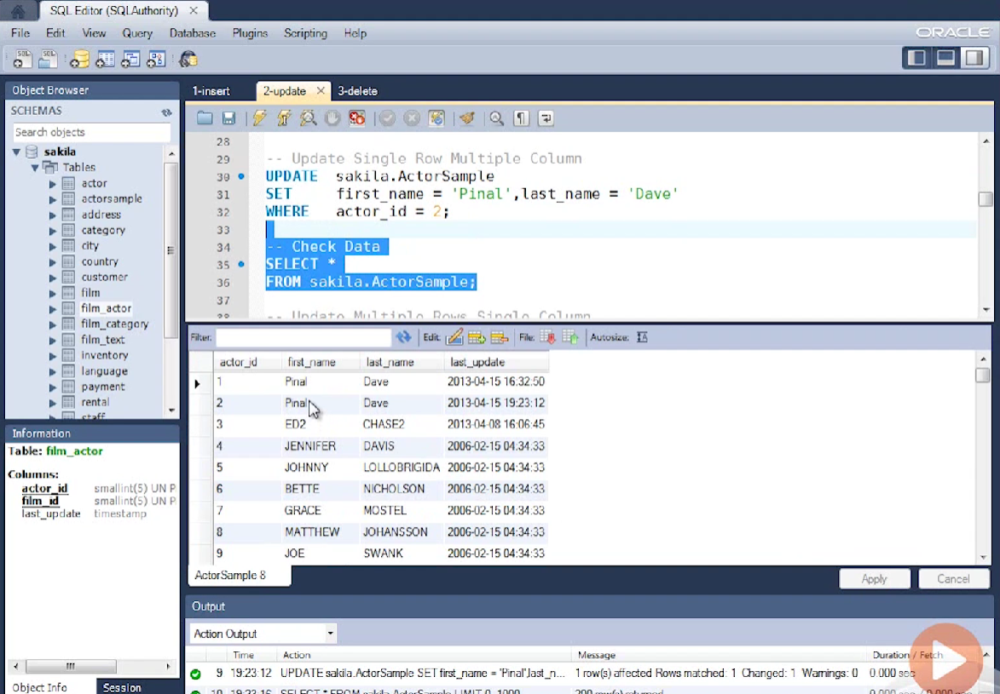 SQL Editor (SQLAuthority) ×
File Edit View Query Database Plugins Scripting Help
ORACLE
SQL SQL
Object Browser
1-insert 2-update × 3-delete
SCHEMAS
Search objects
sakila
Tables
actor
actorsample
address
category
city
country
customer
film
film_actor
film_category
film_text
inventory
language
payment
rental
staff
28
29 -- Update Single Row Multiple Column
30 UPDATE sakila.ActorSample
31 SET first_name = 'Pinal',last_name = 'Dave'
32 WHERE actor_id = 2;
33
34 -- Check Data
35 SELECT *
36 FROM sakila.ActorSample;
37
38 -- Update Multiple Rows Single Column
Filter: Edit: File: Autosize:
actor_id first_name last_name last_update
1 Pinal Dave 2013-04-15 16:32:50
2 Pinal Dave 2013-04-15 19:23:12
3 ED2 CHASE2 2013-04-08 16:06:45
4 JENNIFER DAVIS 2006-02-15 04:34:33
5 JOHNNY LOLLOBRIGIDA 2006-02-15 04:34:33
6 BETTE NICHOLSON 2006-02-15 04:34:33
7 GRACE MOSTEL 2006-02-15 04:34:33
8 MATTHEW JOHANSSON 2006-02-15 04:34:33
9 JOE SWANK 2006-02-15 04:34:33
ActorSample 8
Apply Cancel
Information
Table: film_actor
Columns:
actor_id smallint(5) UN P
film_id smallint(5) UN P
last_update timestamp
Object Info Session
Output
Action Output
Time Action Message Duration / Fetch
9 19:23:12 UPDATE sakila.ActorSample SET first_name = 'Pinal',last_n... 1 row(s) affected Rows matched: 1 Changed: 1 Warnings: 0 0.000 sec
10 19:23:16 SELECT * FROM sakila.ActorSample LIMIT 0, 1000 200 row(s) returned 0.000 sec / 0.000 sec